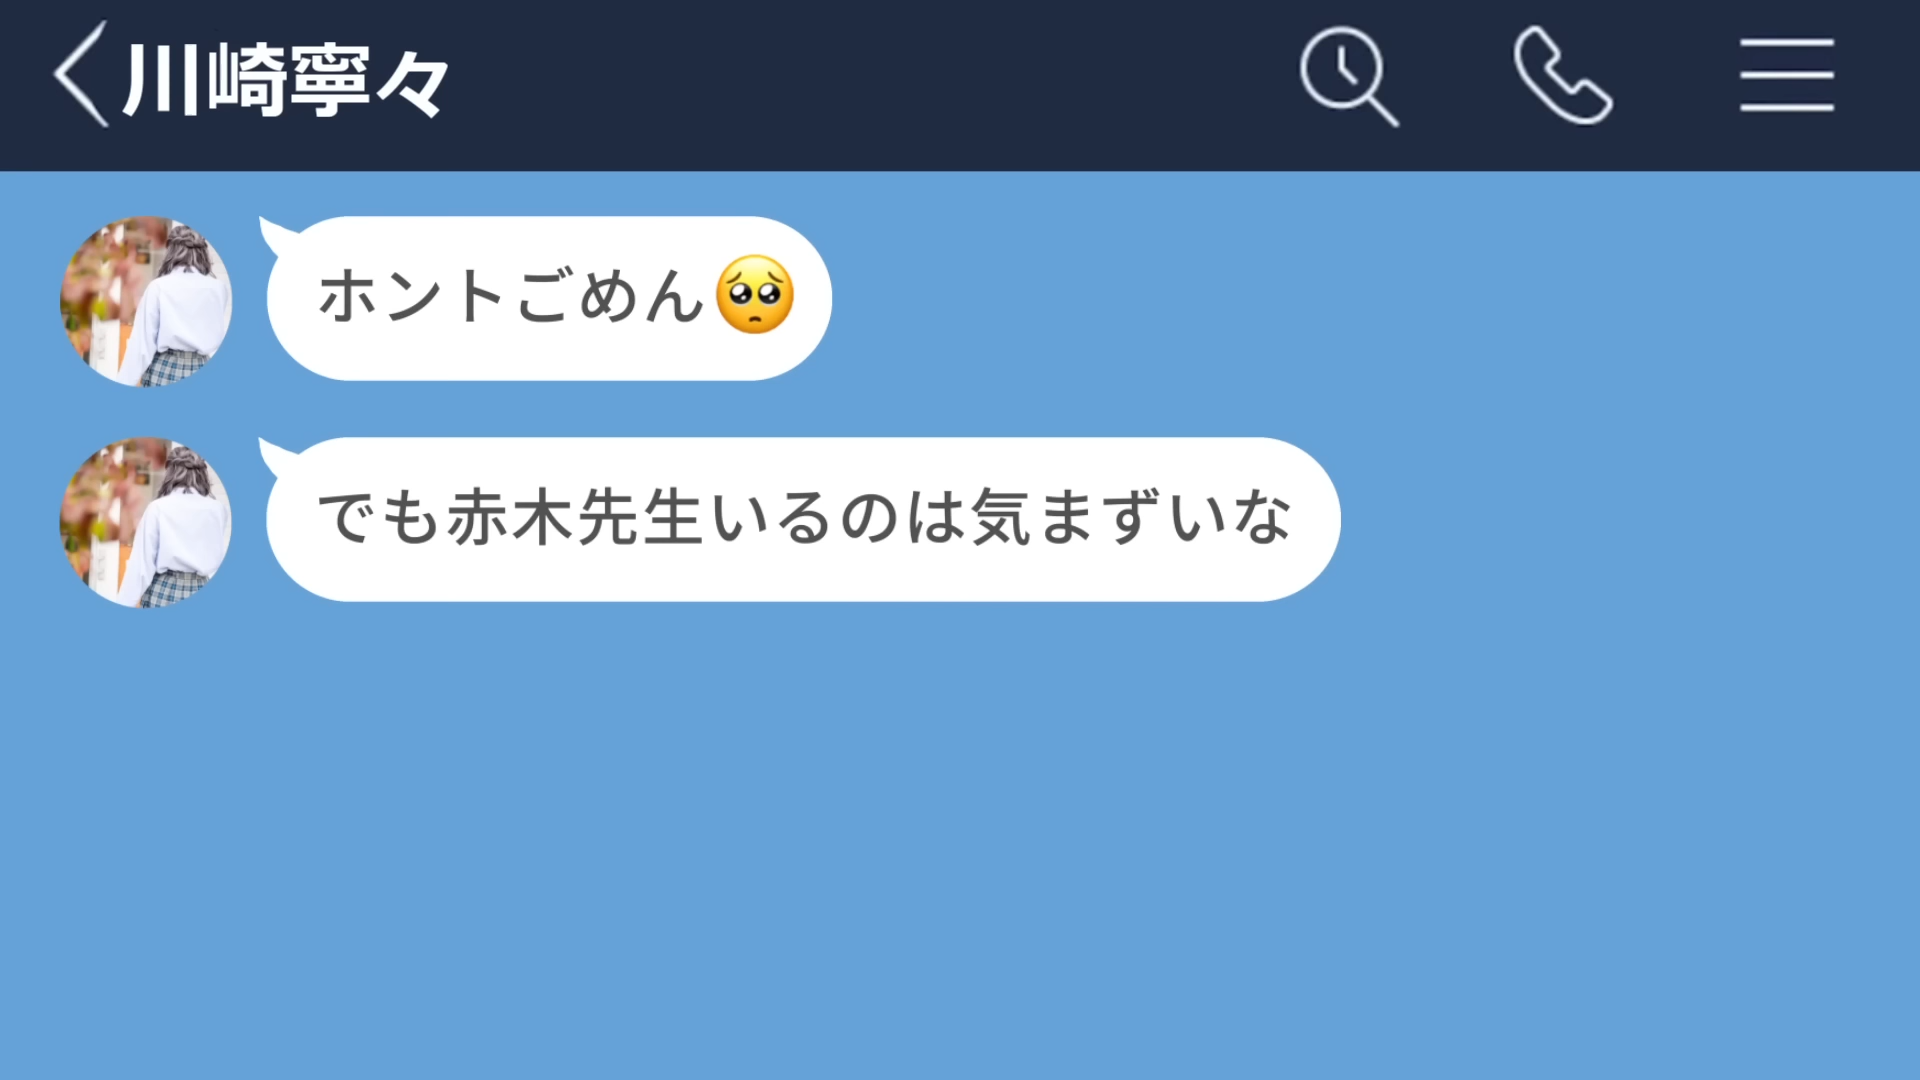 川崎寧々
ホントごめん🥺
でも赤木先生いるのは気まずいな